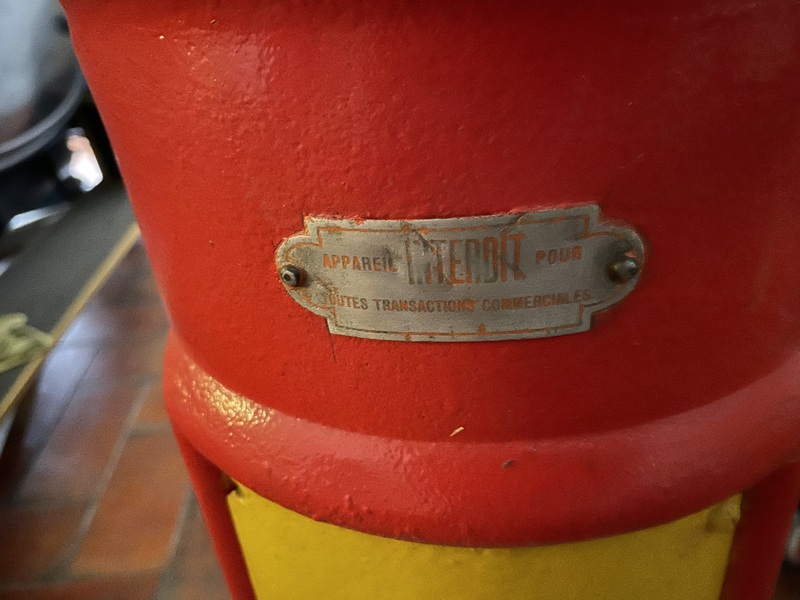 APPAREIL INTERDIT POUR
TOUTES TRANSACTIONS COMMERCIALES